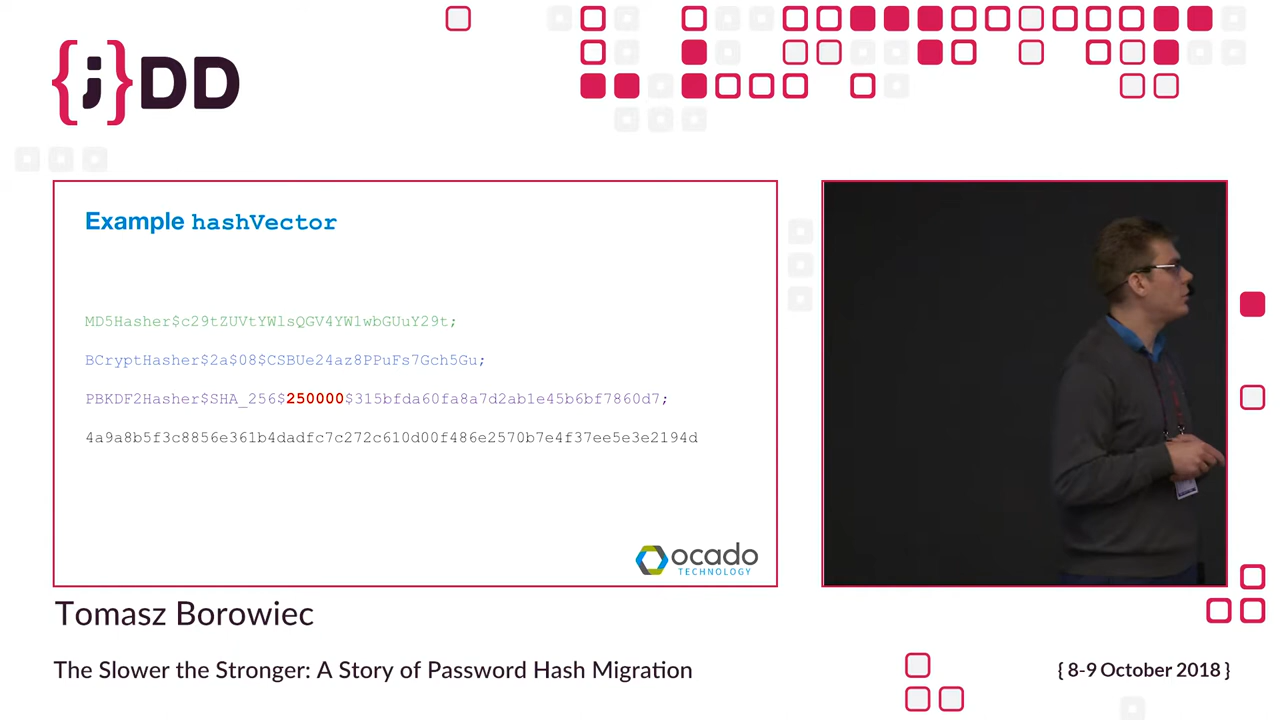 {;}DD
Example hashVector
MD5Hasher$c29tZUVtYWlsQGV4YW1wbGUuY29t;
BCryptHasher$2a$08$CSBUe24az8PPuFs7Gch5Gu;
PBKDF2Hasher$SHA_256$250000$315bfda60fa8a7d2ab1e45b6bf7860d7;
4a9a8b5f3c8856e361b4dadfc7c272c610d00f486e2570b7e4f37ee5e3e2194d
ocado
TECHNOLOGY
Tomasz Borowiec
The Slower the Stronger: A Story of Password Hash Migration
{ 8-9 October 2018 }